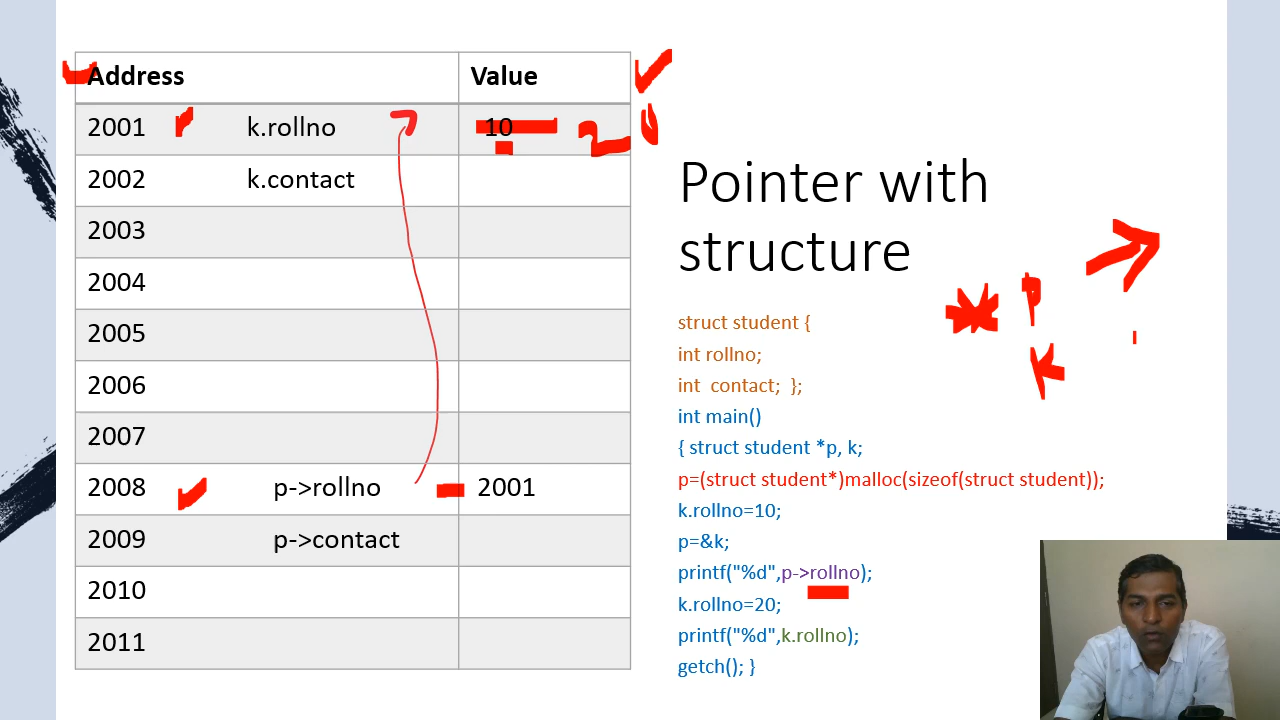 Address Value
2001 k.rollno 10 20
2002 k.contact
2003
2004
2005
2006
2007
2008 p->rollno 2001
2009 p->contact
2010
2011
Pointer with
structure
* p
k
struct student {
int rollno;
int contact; };
int main()
{ struct student *p, k;
p=(struct student*)malloc(sizeof(struct student));
k.rollno=10;
p=&k;
printf("%d",p->rollno);
k.rollno=20;
printf("%d",k.rollno);
getch(); }